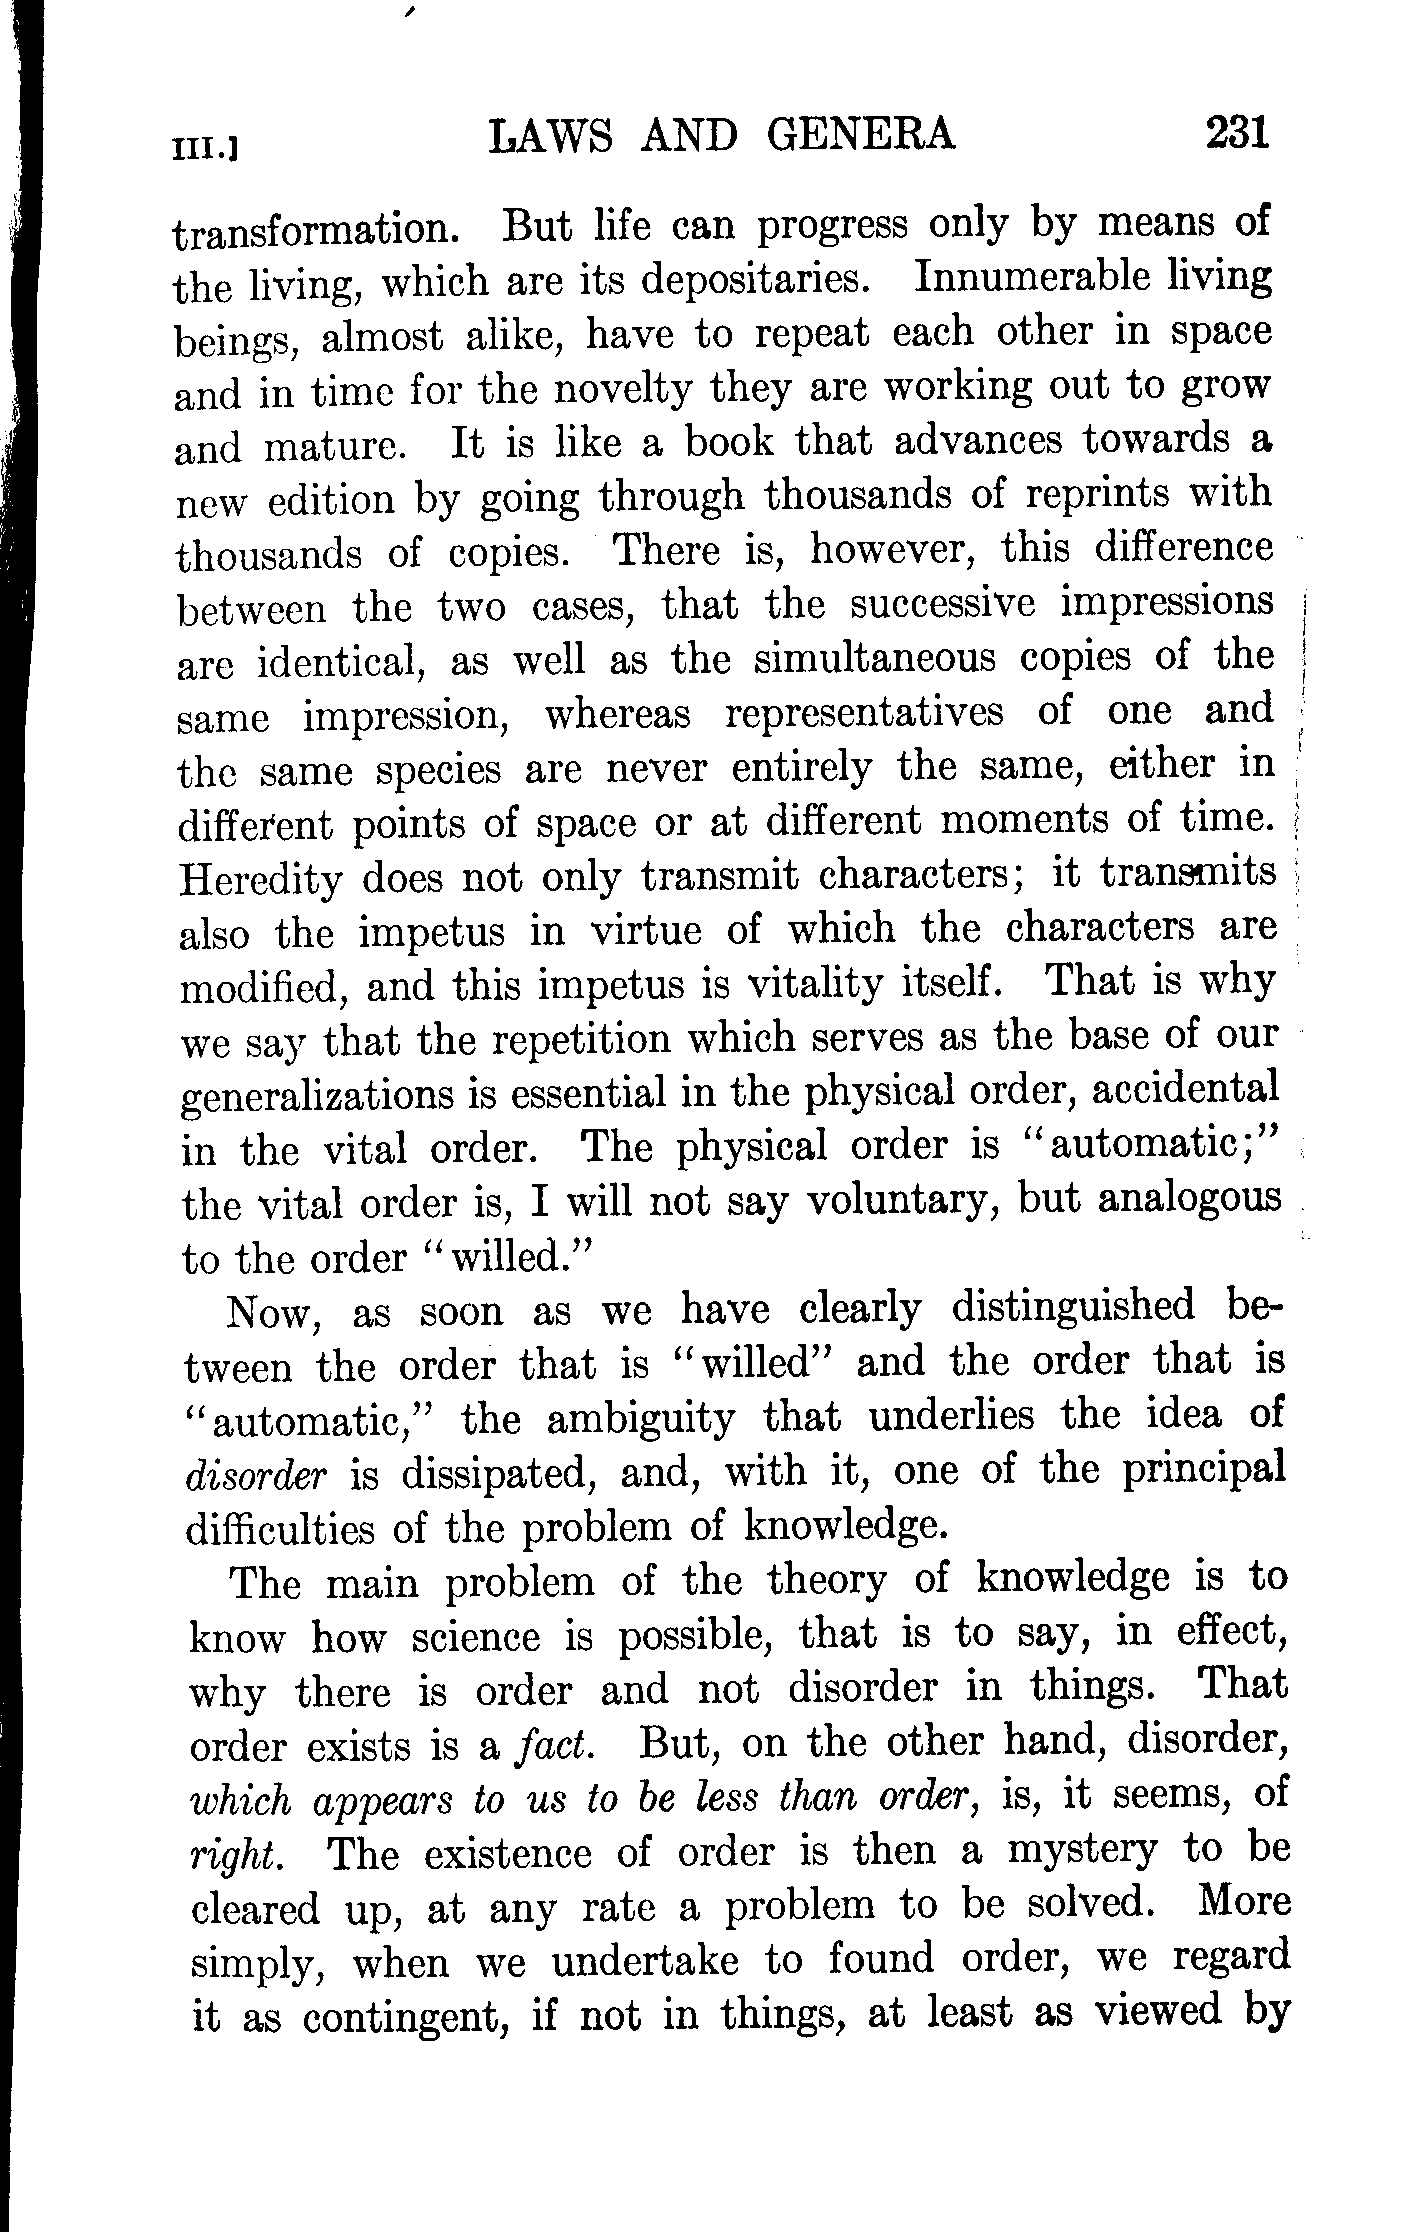 III.] LAWS AND GENERA 231
transformation. But life can progress only by means of
the living, which are its depositaries. Innumerable living
beings, almost alike, have to repeat each other in space
and in time for the novelty they are working out to grow
and mature. It is like a book that advances towards a
new edition by going through thousands of reprints with
thousands of copies. There is, however, this difference
between the two cases, that the successive impressions
are identical, as well as the simultaneous copies of the
same impression, whereas representatives of one and
the same species are never entirely the same, either in
different points of space or at different moments of time.
Heredity does not only transmit characters; it transmits
also the impetus in virtue of which the characters are
modified, and this impetus is vitality itself. That is why
we say that the repetition which serves as the base of our
generalizations is essential in the physical order, accidental
in the vital order. The physical order is "automatic;"
the vital order is, I will not say voluntary, but analogous
to the order "willed."
Now, as soon as we have clearly distinguished be-
tween the order that is "willed" and the order that is
"automatic," the ambiguity that underlies the idea of
disorder is dissipated, and, with it, one of the principal
difficulties of the problem of knowledge.
The main problem of the theory of knowledge is to
know how science is possible, that is to say, in effect,
why there is order and not disorder in things. That
order exists is a fact. But, on the other hand, disorder,
which appears to us to be less than order, is, it seems, of
right. The existence of order is then a mystery to be
cleared up, at any rate a problem to be solved. More
simply, when we undertake to found order, we regard
it as contingent, if not in things, at least as viewed by